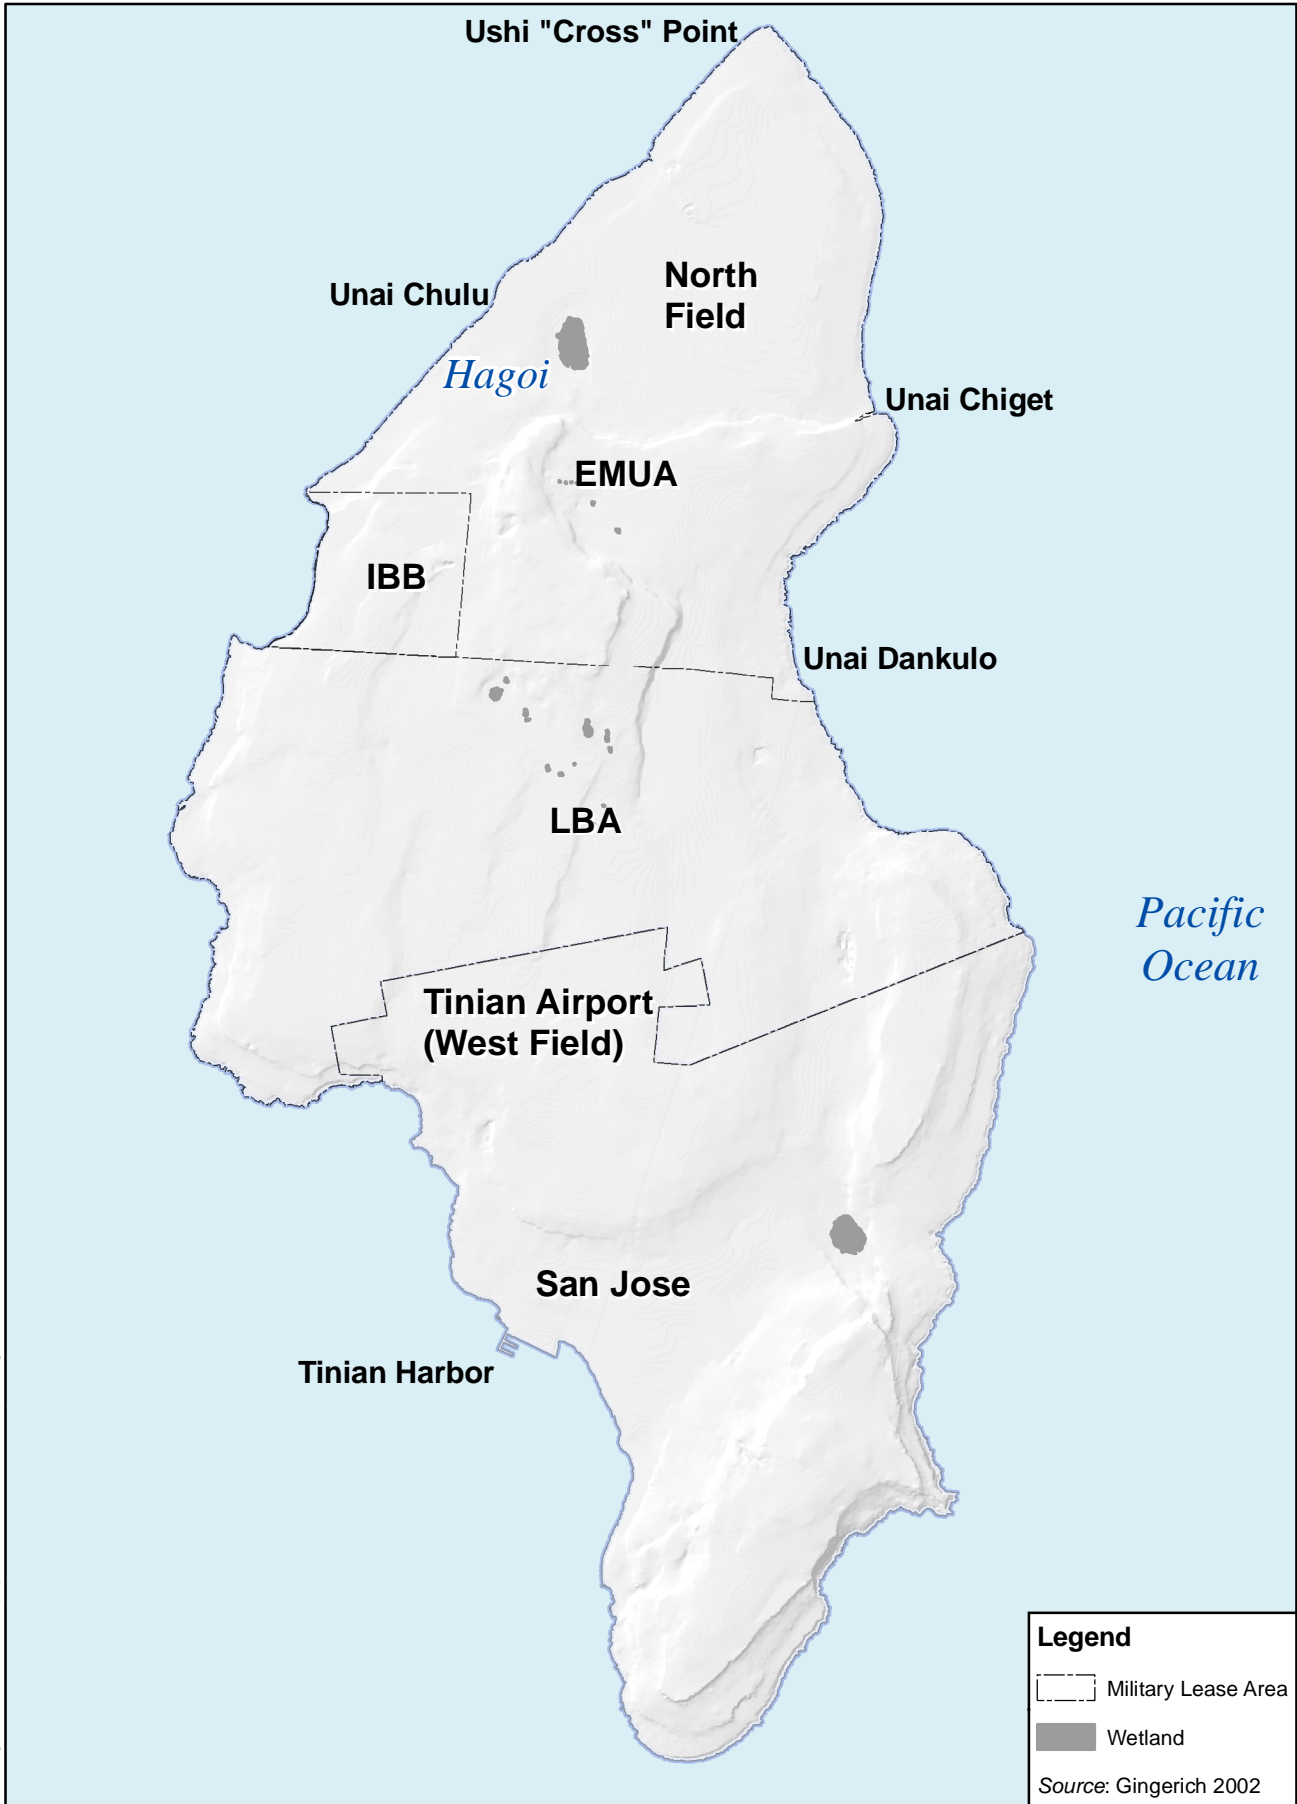 Ushi "Cross" Point
North
Field
Unai Chulu
Hagoi
Unai Chiget
EMUA
IBB
Unai Dankulo
LBA
Pacific
Ocean
Tinian Airport
(West Field)
San Jose
Tinian Harbor
Legend
Military Lease Area
Wetland
Source: Gingerich 2002